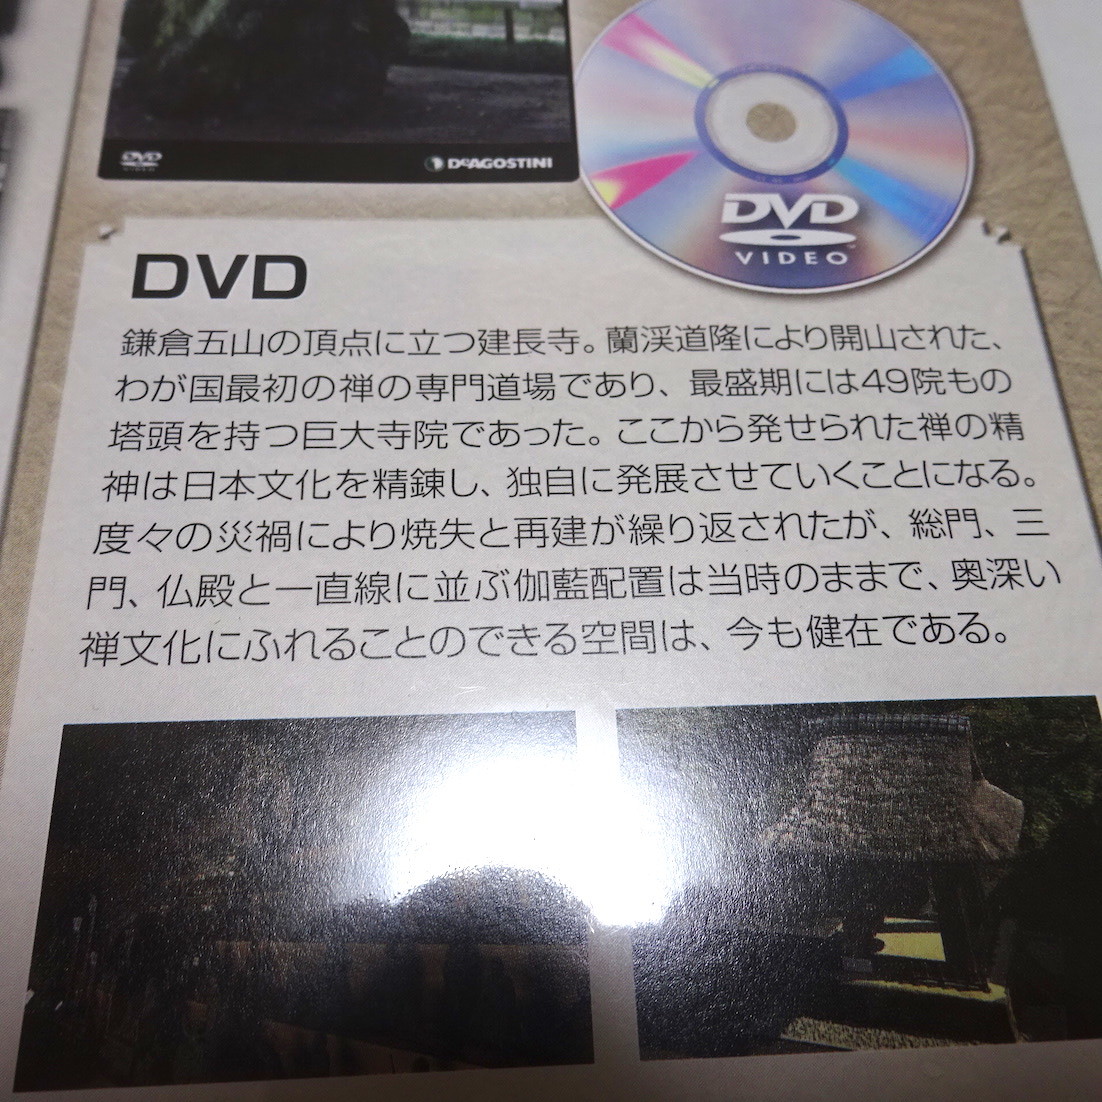 DVD
VIDEO
DeAGOSTINI
DVD
VIDEO
DVD
鎌倉五山の頂点に立つ建長寺。蘭渓道隆により開山された、
わが国最初の禅の専門道場であり、最盛期には49院もの
塔頭を持つ巨大寺院であった。ここから発せられた禅の精
神は日本文化を精錬し、独自に発展させていくことになる。
度々の災禍により焼失と再建が繰り返されたが、総門、三
門、仏殿と一直線に並ぶ伽藍配置は当時のままで、奥深い
禅文化にふれることのできる空間は、今も健在である。